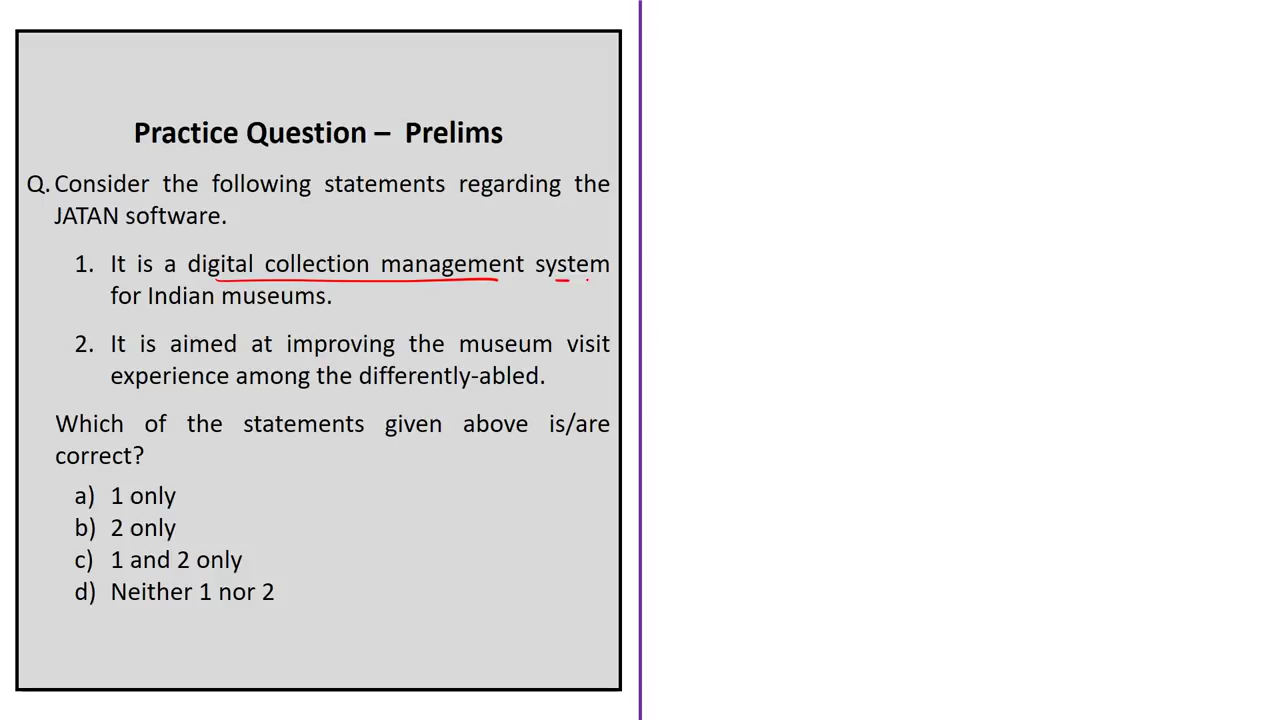 Practice Question – Prelims
Q. Consider the following statements regarding the
JATAN software.
1. It is a digital collection management system
for Indian museums.
2. It is aimed at improving the museum visit
experience among the differently-abled.
Which of the statements given above is/are
correct?
a) 1 only
b) 2 only
c) 1 and 2 only
d) Neither 1 nor 2